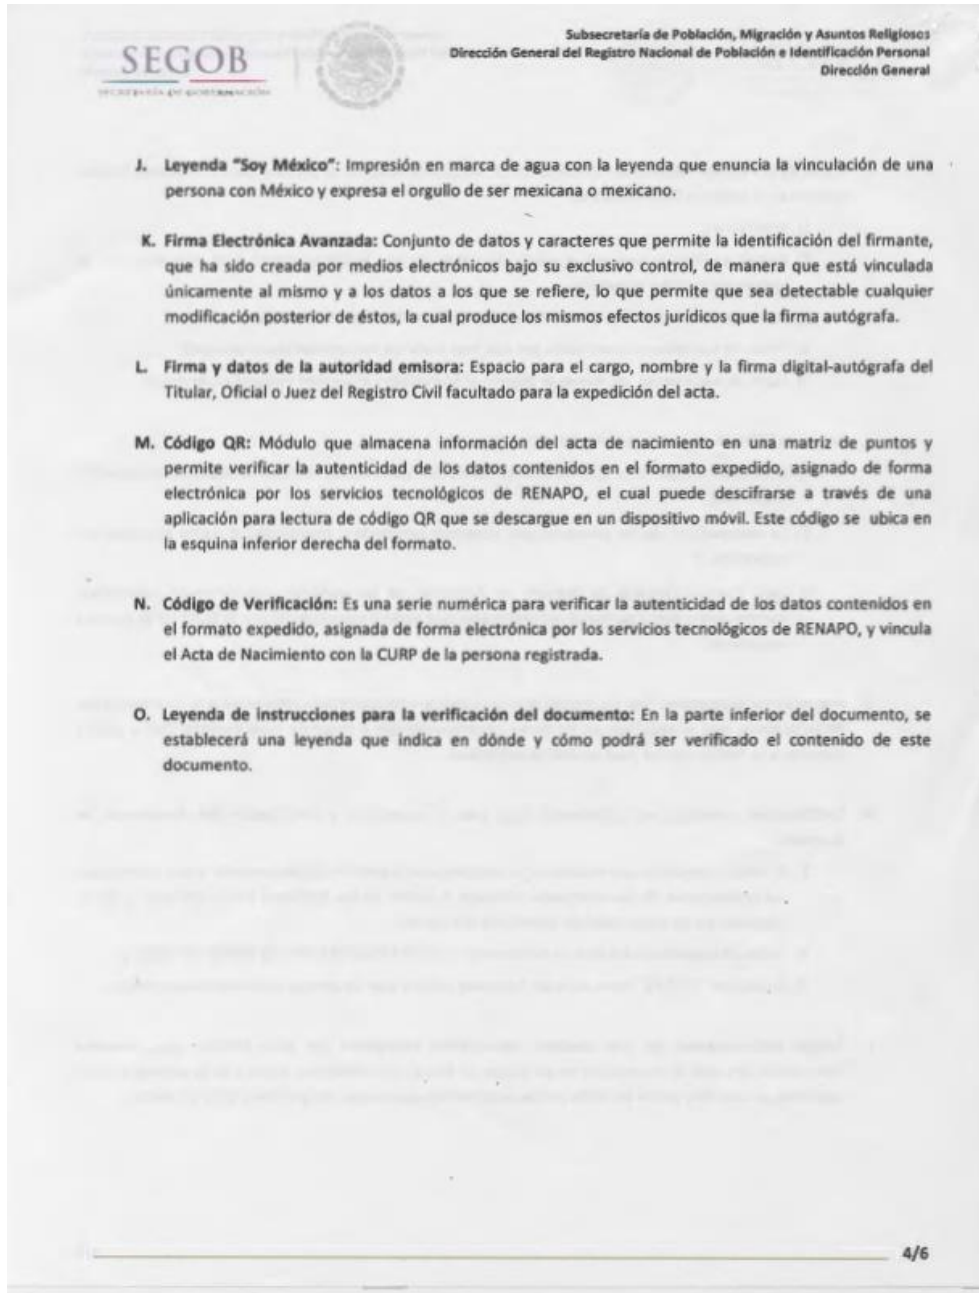 Subsecretaría de Población, Migración y Asuntos Religiosos
Dirección General del Registro Nacional de Población e Identificación Personal
Dirección General
SEGOB
SECRETARÍA DE GOBERNACIÓN
J. Leyenda "Soy México": Impresión en marca de agua con la leyenda que enuncia la vinculación de una
persona con México y expresa el orgullo de ser mexicana o mexicano.
K. Firma Electrónica Avanzada: Conjunto de datos y caracteres que permite la identificación del firmante,
que ha sido creada por medios electrónicos bajo su exclusivo control, de manera que está vinculada
únicamente al mismo y a los datos a los que se refiere, lo que permite que sea detectable cualquier
modificación posterior de éstos, la cual produce los mismos efectos jurídicos que la firma autógrafa.
L. Firma y datos de la autoridad emisora: Espacio para el cargo, nombre y la firma digital-autógrafa del
Titular, Oficial o Juez del Registro Civil facultado para la expedición del acta.
M. Código QR: Módulo que almacena información del acta de nacimiento en una matriz de puntos y
permite verificar la autenticidad de los datos contenidos en el formato expedido, asignado de forma
electrónica por los servicios tecnológicos de RENAPO, el cual puede descifrarse a través de una
aplicación para lectura de código QR que se descargue en un dispositivo móvil. Este código se ubica en
la esquina inferior derecha del formato.
N. Código de Verificación: Es una serie numérica para verificar la autenticidad de los datos contenidos en
el formato expedido, asignada de forma electrónica por los servicios tecnológicos de RENAPO, y vincula
el Acta de Nacimiento con la CURP de la persona registrada.
O. Leyenda de instrucciones para la verificación del documento: En la parte inferior del documento, se
establecerá una leyenda que indica en dónde y cómo podrá ser verificado el contenido de este
documento.
4/6